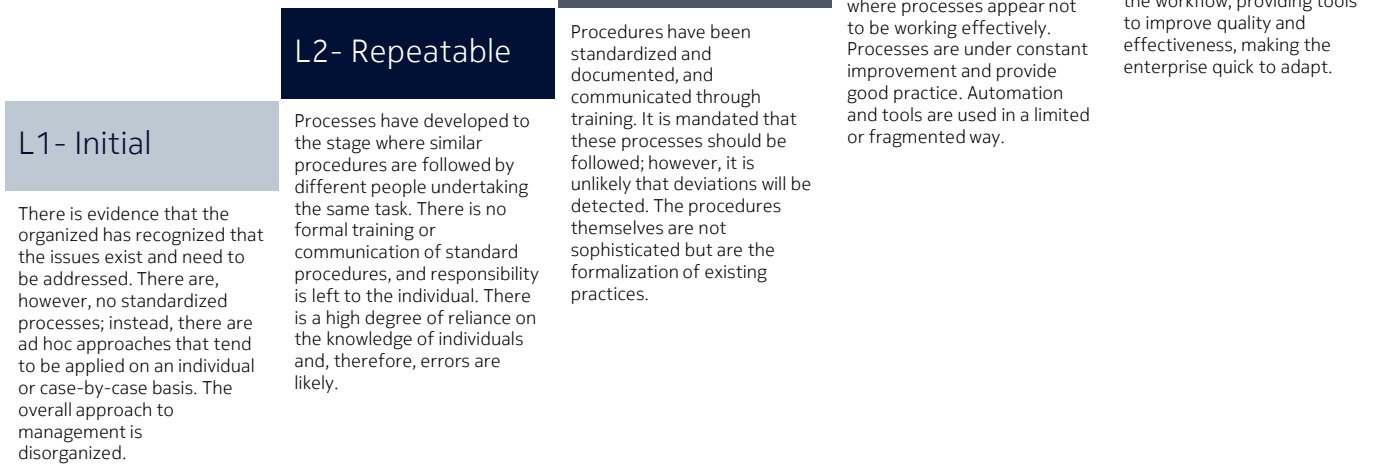 L1- Initial
There is evidence that the
organized has recognized that
the issues exist and need to
be addressed. There are,
however, no standardized
processes; instead, there are
ad hoc approaches that tend
to be applied on an individual
or case-by-case basis. The
overall approach to
management is
disorganized.
L2- Repeatable
Processes have developed to
the stage where similar
procedures are followed by
different people undertaking
the same task. There is no
formal training or
communication of standard
procedures, and responsibility
is left to the individual. There
is a high degree of reliance on
the knowledge of individuals
and, therefore, errors are
likely.
Procedures have been
standardized and
documented, and
communicated through
training. It is mandated that
these processes should be
followed; however, it is
unlikely that deviations will be
detected. The procedures
themselves are not
sophisticated but are the
formalization of existing
practices.
where processes appear not
to be working effectively.
Processes are under constant
improvement and provide
good practice. Automation
and tools are used in a limited
or fragmented way.
the workflow, providing tools
to improve quality and
effectiveness, making the
enterprise quick to adapt.